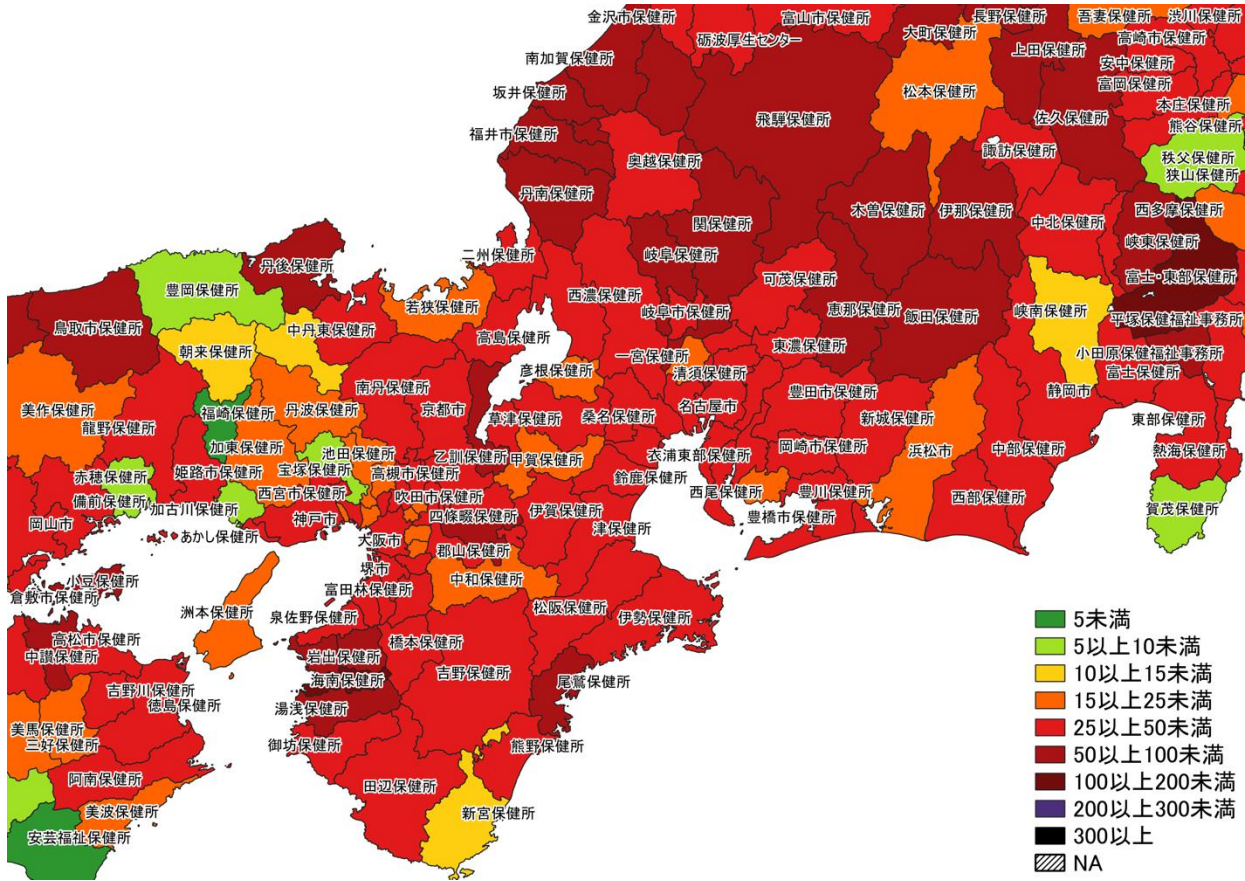 金沢市保健所
富山市保健所
長野保健所
吾妻保健所
渋川保健所
砺波厚生センター
大町保健所
高崎市保健所
南加賀保健所
上田保健所
安中保健所
富岡保健所
坂井保健所
松本保健所
本庄保健所
飛騨保健所
佐久保健所
熊谷保健所
福井市保健所
奥越保健所
諏訪保健所
秩父保健所
狭山保健所
丹南保健所
木曽保健所
伊那保健所
西多摩保健所
関保健所
中北保健所
峡東保健所
二州保健所
岐阜保健所
丹後保健所
可茂保健所
富士・東部保健所
豊岡保健所
若狭保健所
西濃保健所
恵那保健所
飯田保健所
峡南保健所
鳥取市保健所
中丹東保健所
岐阜市保健所
平塚保健福祉事務所
朝来保健所
高島保健所
東濃保健所
一宮保健所
小田原保健福祉事務所
彦根保健所
清須保健所
富士保健所
南丹保健所
豊田市保健所
静岡市
美作保健所
福崎保健所
丹波保健所
京都市
名古屋市
龍野保健所
草津保健所
桑名保健所
新城保健所
東部保健所
加東保健所
池田保健所
乙訓保健所
衣浦東部保健所
岡崎市保健所
中部保健所
熱海保健所
赤穂保健所
姫路市保健所
宝塚保健所
高槻市保健所
甲賀保健所
浜松市
備前保健所
西宮市保健所
吹田市保健所
鈴鹿保健所
西尾保健所
豊川保健所
西部保健所
加古川保健所
賀茂保健所
岡山市
神戸市
四條畷保健所
伊賀保健所
豊橋市保健所
あかし保健所
大阪市
津保健所
郡山保健所
堺市
小豆保健所
中和保健所
倉敷市保健所
富田林保健所
洲本保健所
泉佐野保健所
松阪保健所
伊勢保健所
5未満
高松市保健所
橋本保健所
5以上10未満
中讃保健所
岩出保健所
10以上15未満
吉野保健所
海南保健所
尾鷲保健所
15以上25未満
吉野川保健所
徳島保健所
湯浅保健所
25以上50未満
美馬保健所
御坊保健所
熊野保健所
三好保健所
50以上100未満
阿南保健所
田辺保健所
100以上200未満
美波保健所
新宮保健所
200以上300未満
安芸福祉保健所
300以上
NA